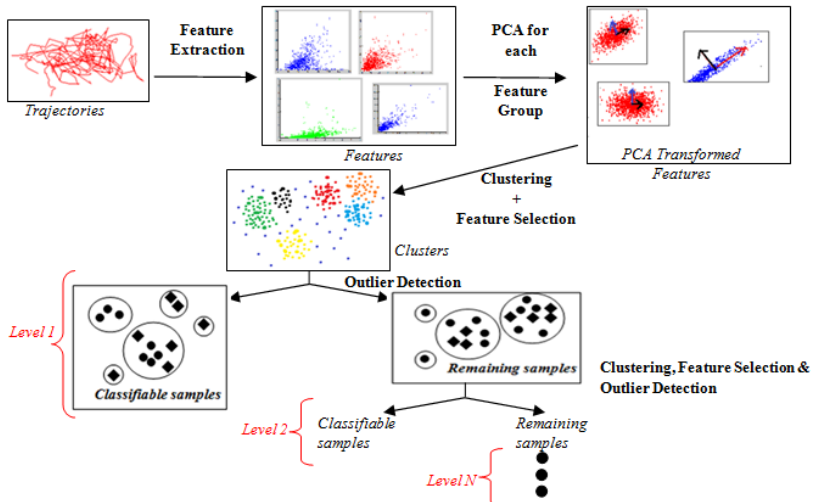 Feature
Extraction
PCA for
each
Feature
Group
Trajectories
Features
PCA Transformed
Features
Clustering
+
Feature Selection
Clusters
Outlier Detection
Level 1
Classifiable samples
Remaining samples
Clustering, Feature Selection &
Outlier Detection
Level 2
Classifiable
samples
Remaining
samples
Level N